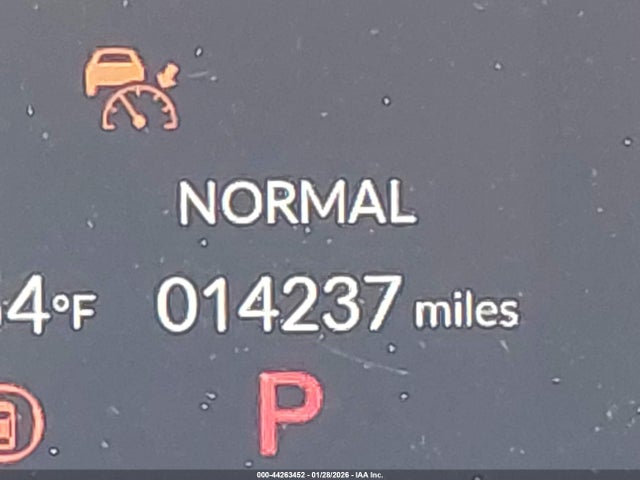 NORMAL
4°F 014237 miles
P
000-44263452 - 01/28/2026 - IAA Inc.